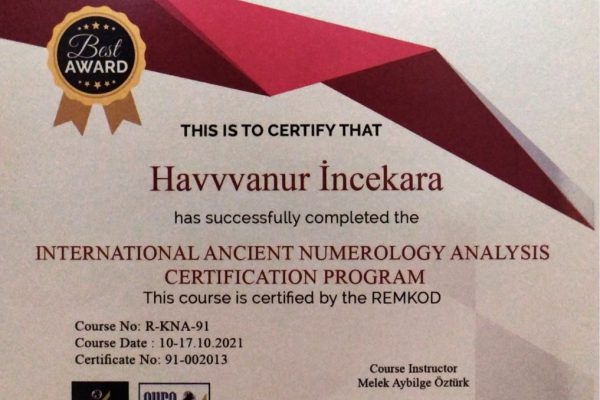 Best
AWARD
THIS IS TO CERTIFY THAT
Havvvanur İncekara
has successfully completed the
INTERNATIONAL ANCIENT NUMEROLOGY ANALYSIS
CERTIFICATION PROGRAM
This course is certified by the REMKOD
Course No: R-KNA-91
Course Date : 10-17.10.2021
Certificate No: 91-002013
Course Instructor
Melek Aybilge Öztürk
euro